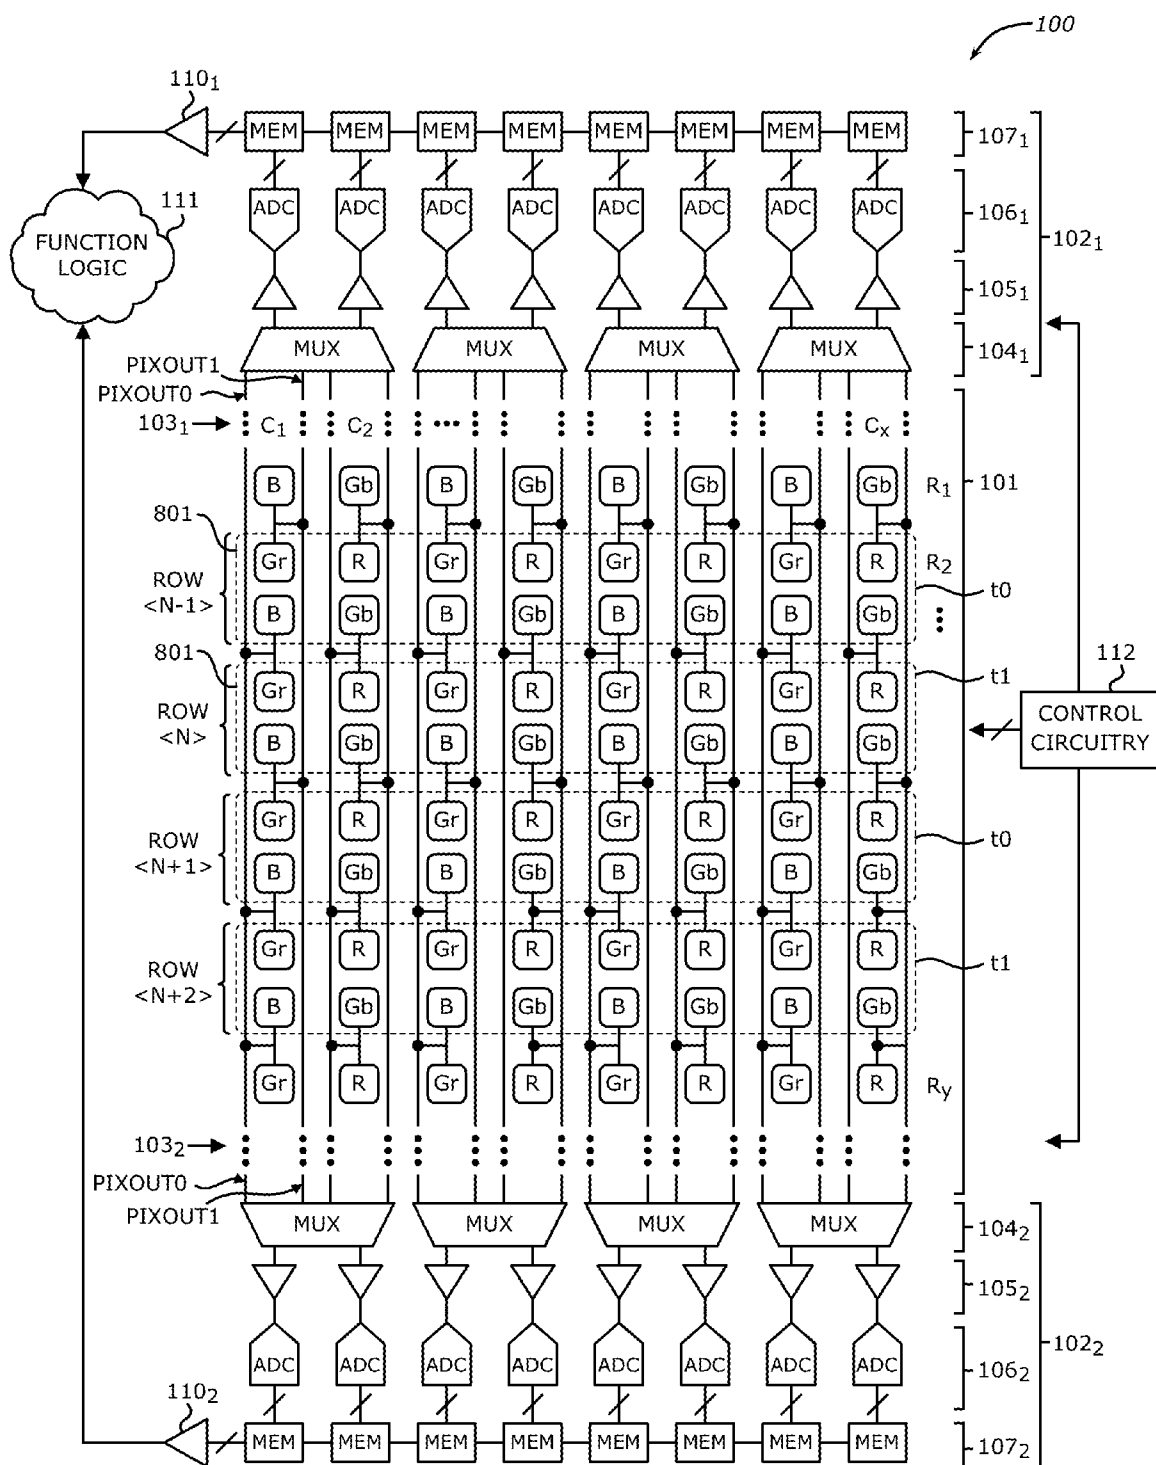 100
110₁
MEM MEM MEM MEM MEM MEM MEM MEM
107₁
111
ADC ADC ADC ADC ADC ADC ADC ADC
106₁
FUNCTION
LOGIC
102₁
105₁
MUX MUX MUX MUX
104₁
PIXOUT1
PIXOUT0
103₁
C₁ C₂ ... Cₓ
B Gb B Gb B Gb B Gb
R₁
101
801
Gr R Gr R Gr R Gr R
R₂
ROW
<N-1>
t0
B Gb B Gb B Gb B Gb
801
Gr R Gr R Gr R Gr R
t1
112
ROW
<N>
B Gb B Gb B Gb B Gb
CONTROL
CIRCUITRY
Gr R Gr R Gr R Gr R
ROW
<N+1>
t0
B Gb B Gb B Gb B Gb
Gr R Gr R Gr R Gr R
ROW
<N+2>
t1
B Gb B Gb B Gb B Gb
Gr R Gr R Gr R Gr R
Ry
103₂
PIXOUT0
PIXOUT1
MUX MUX MUX MUX
104₂
105₂
102₂
ADC ADC ADC ADC ADC ADC ADC ADC
106₂
110₂
MEM MEM MEM MEM MEM MEM MEM MEM
107₂